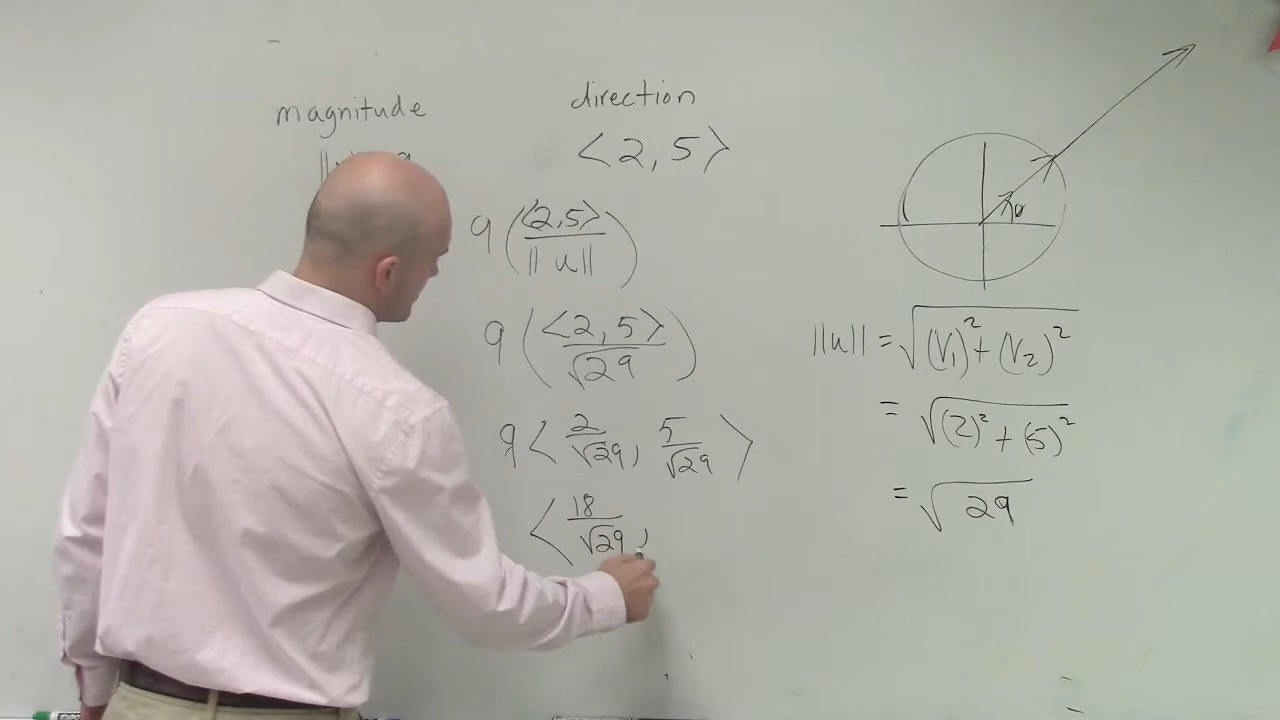 magnitude
direction
<2, 5>
9 ( <2,5> / ||u|| )
9 ( <2, 5> / √29 )
9 < 2/√29, 5/√29 >
< 18/√29,
θ
||u|| = √(v₁)² + (v₂)²
= √(2)² + (5)²
= √29
=